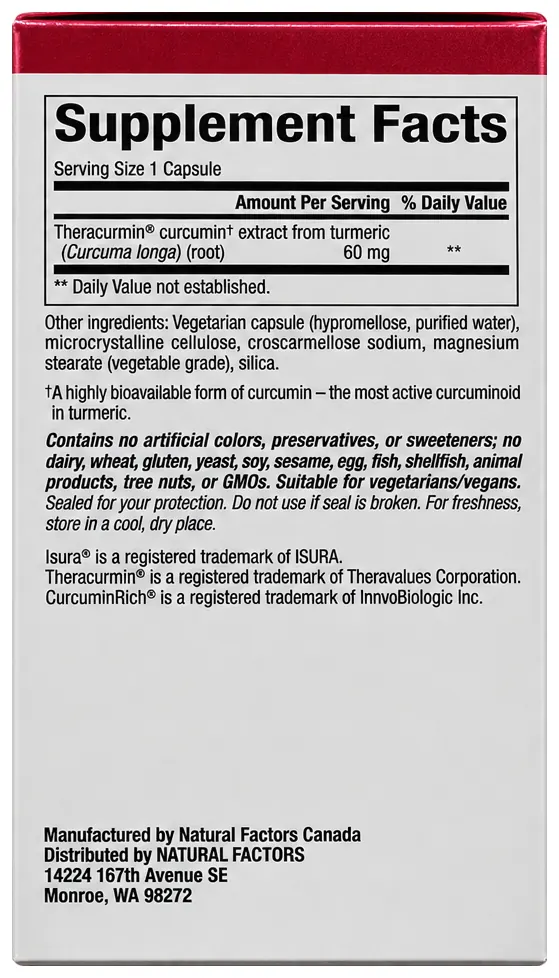 Supplement Facts
Serving Size 1 Capsule
Amount Per Serving % Daily Value
Theracurmin® curcumin† extract from turmeric
(Curcuma longa) (root) 60 mg **
** Daily Value not established.
Other ingredients: Vegetarian capsule (hypromellose, purified water),
microcrystalline cellulose, croscarmellose sodium, magnesium
stearate (vegetable grade), silica.
†A highly bioavailable form of curcumin – the most active curcuminoid
in turmeric.
Contains no artificial colors, preservatives, or sweeteners; no
dairy, wheat, gluten, yeast, soy, sesame, egg, fish, shellfish, animal
products, tree nuts, or GMOs. Suitable for vegetarians/vegans.
Sealed for your protection. Do not use if seal is broken. For freshness,
store in a cool, dry place.
Isura® is a registered trademark of ISURA.
Theracurmin® is a registered trademark of Theravalues Corporation.
CurcuminRich® is a registered trademark of InnvoBiologic Inc.
Manufactured by Natural Factors Canada
Distributed by NATURAL FACTORS
14224 167th Avenue SE
Monroe, WA 98272